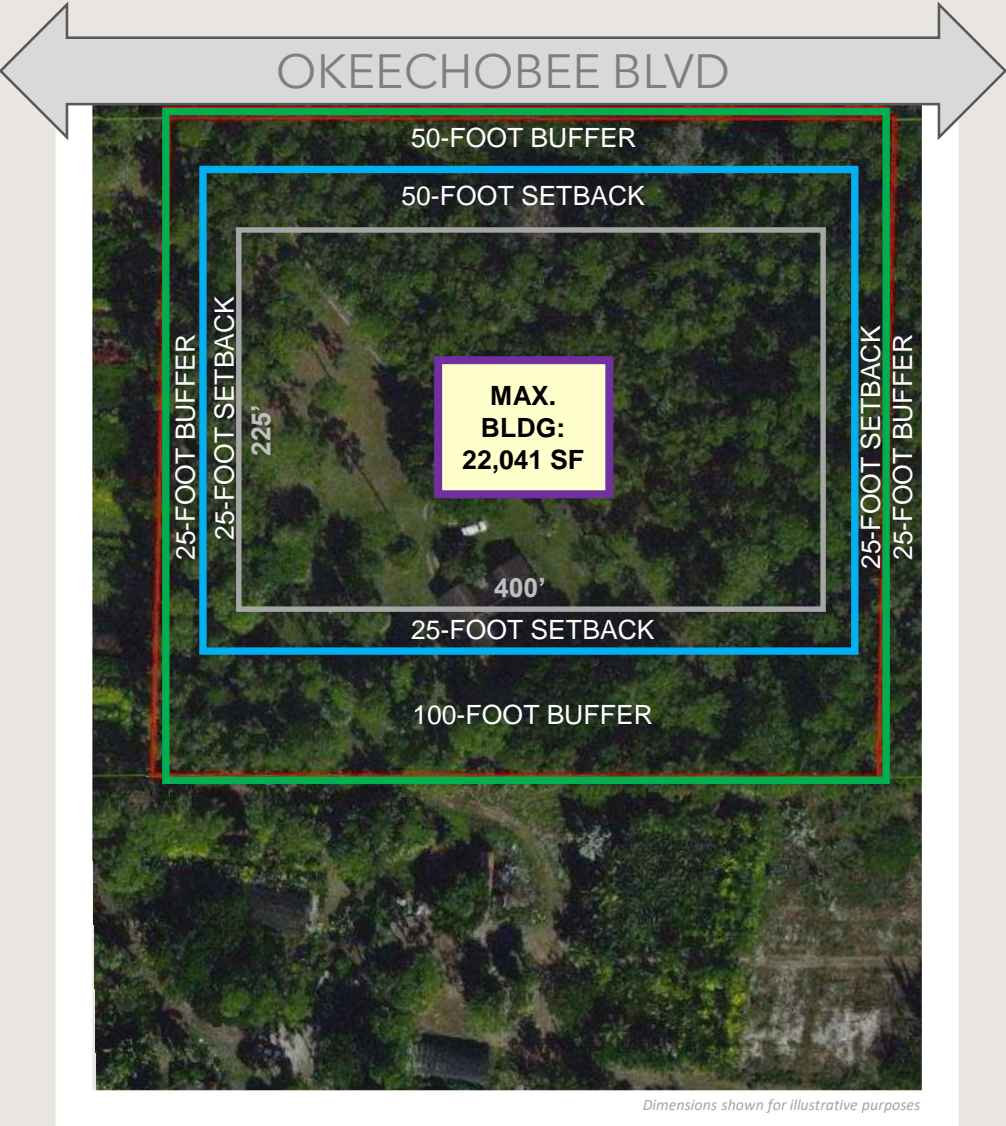 OKEECHOBEE BLVD
50-FOOT BUFFER
50-FOOT SETBACK
25-FOOT BUFFER
25-FOOT SETBACK
225’
MAX.
BLDG:
22,041 SF
25-FOOT SETBACK
25-FOOT BUFFER
400’
25-FOOT SETBACK
100-FOOT BUFFER
Dimensions shown for illustrative purposes